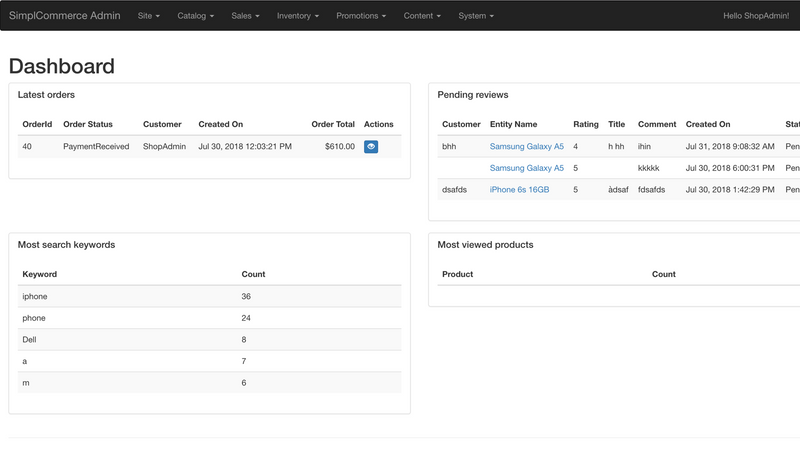 SimplCommerce Admin Site Catalog Sales Inventory Promotions Content System Hello ShopAdmin!
Dashboard
Latest orders
OrderId Order Status Customer Created On Order Total Actions
40 PaymentReceived ShopAdmin Jul 30, 2018 12:03:21 PM $610.00
Pending reviews
Customer Entity Name Rating Title Comment Created On Stat
bhh Samsung Galaxy A5 4 h hh ihin Jul 31, 2018 9:08:32 AM Pen
Samsung Galaxy A5 5 kkkkk Jul 30, 2018 6:00:31 PM Pen
dsafds iPhone 6s 16GB 5 àdsaf fdsafds Jul 30, 2018 1:42:29 PM Pen
Most search keywords
Keyword Count
iphone 36
phone 24
Dell 8
a 7
m 6
Most viewed products
Product Count